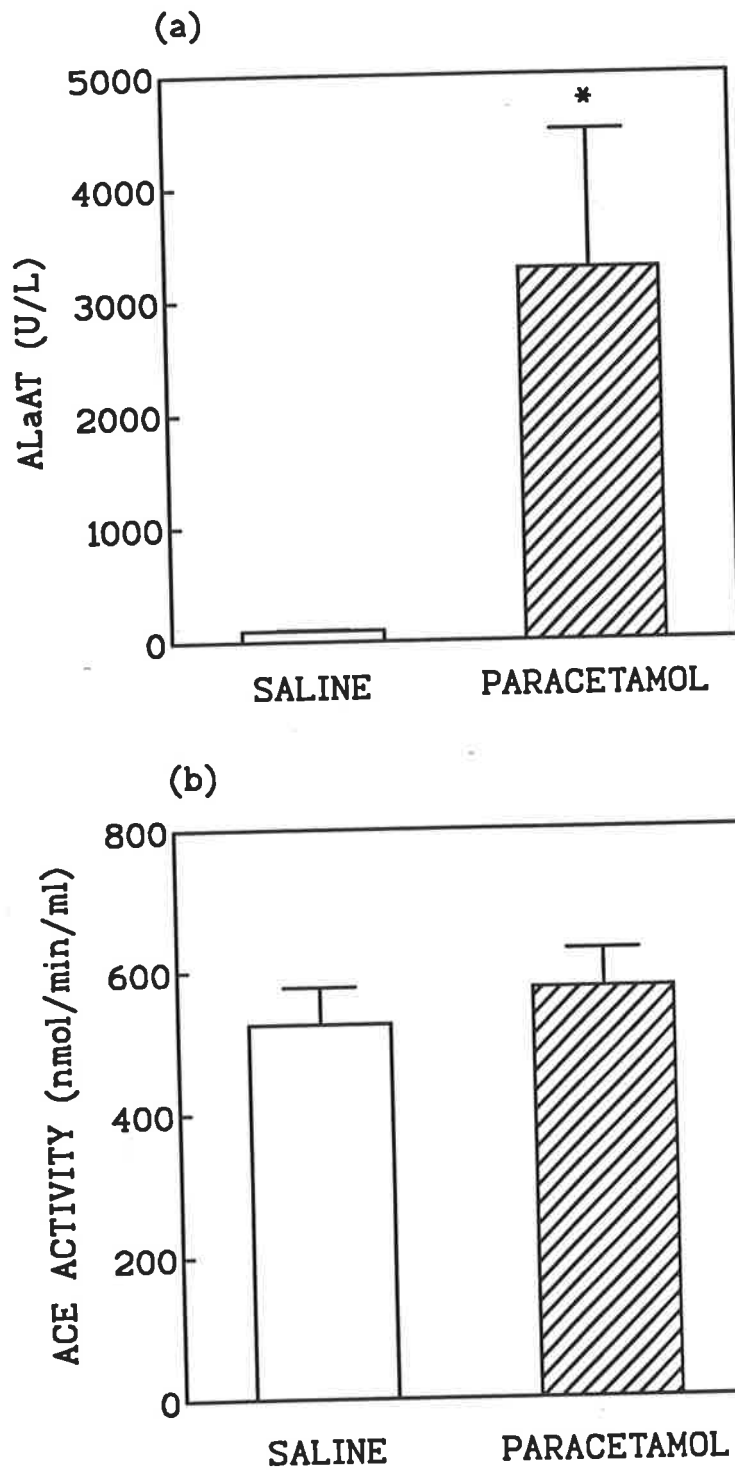 (a)
5000
4000
3000
2000
1000
0
ALaAT (U/L)
*
SALINE
PARACETAMOL
(b)
800
600
400
200
0
ACE ACTIVITY (nmol/min/ml)
SALINE
PARACETAMOL